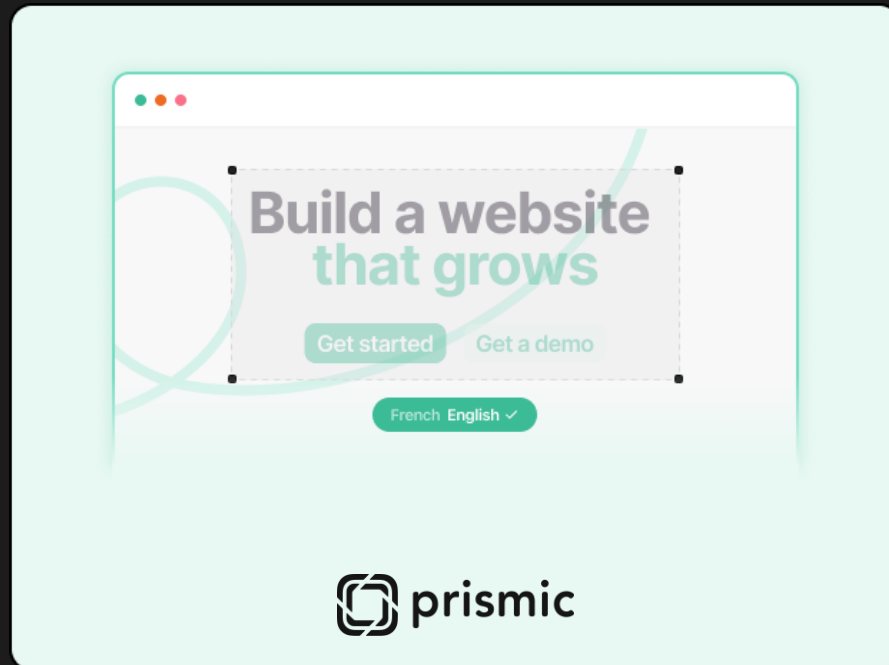 Build a website
that grows
Get started Get a demo
French English ✓
prismic